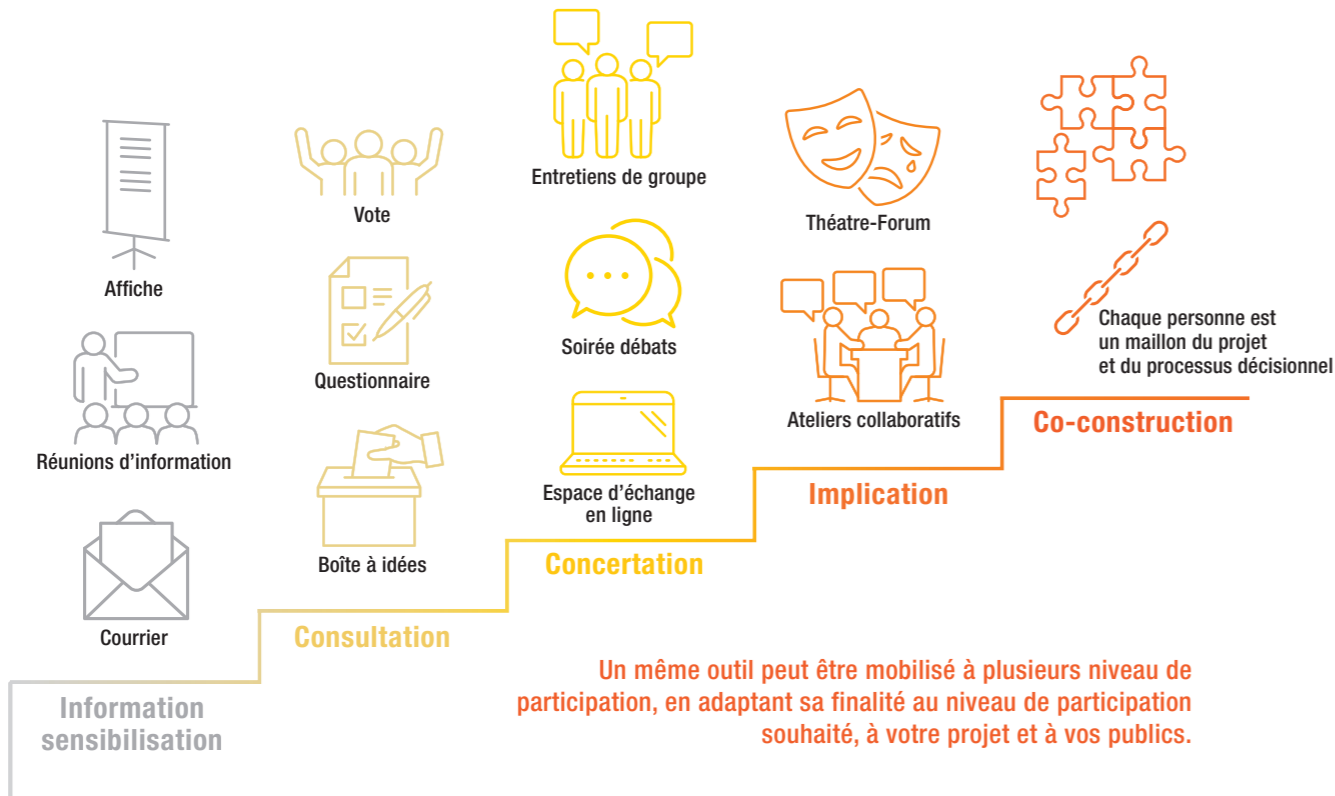 Affiche
Réunions d'information
Courrier
Information
sensibilisation
Vote
Questionnaire
Boîte à idées
Consultation
Entretiens de groupe
Soirée débats
Espace d'échange
en ligne
Concertation
Théatre-Forum
Ateliers collaboratifs
Implication
Chaque personne est
un maillon du projet
et du processus décisionnel
Co-construction
Un même outil peut être mobilisé à plusieurs niveau de
participation, en adaptant sa finalité au niveau de participation
souhaité, à votre projet et à vos publics.